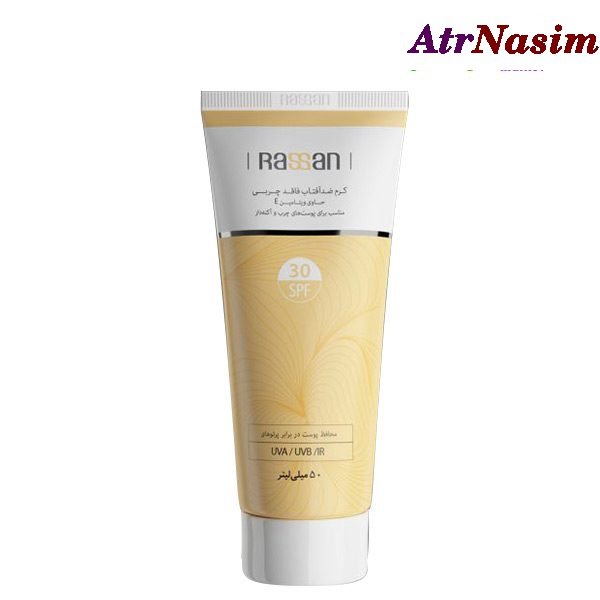 AtrNasim
Rassan
Rassan
کرم ضدآفتاب فاقد چربی
حاوی ویتامین E
مناسب برای پوست‌های چرب و آکنه‌دار
30
SPF
محافظ پوست در برابر پرتوهای
UVA / UVB /IR
۵۰ میلی‌لیتر